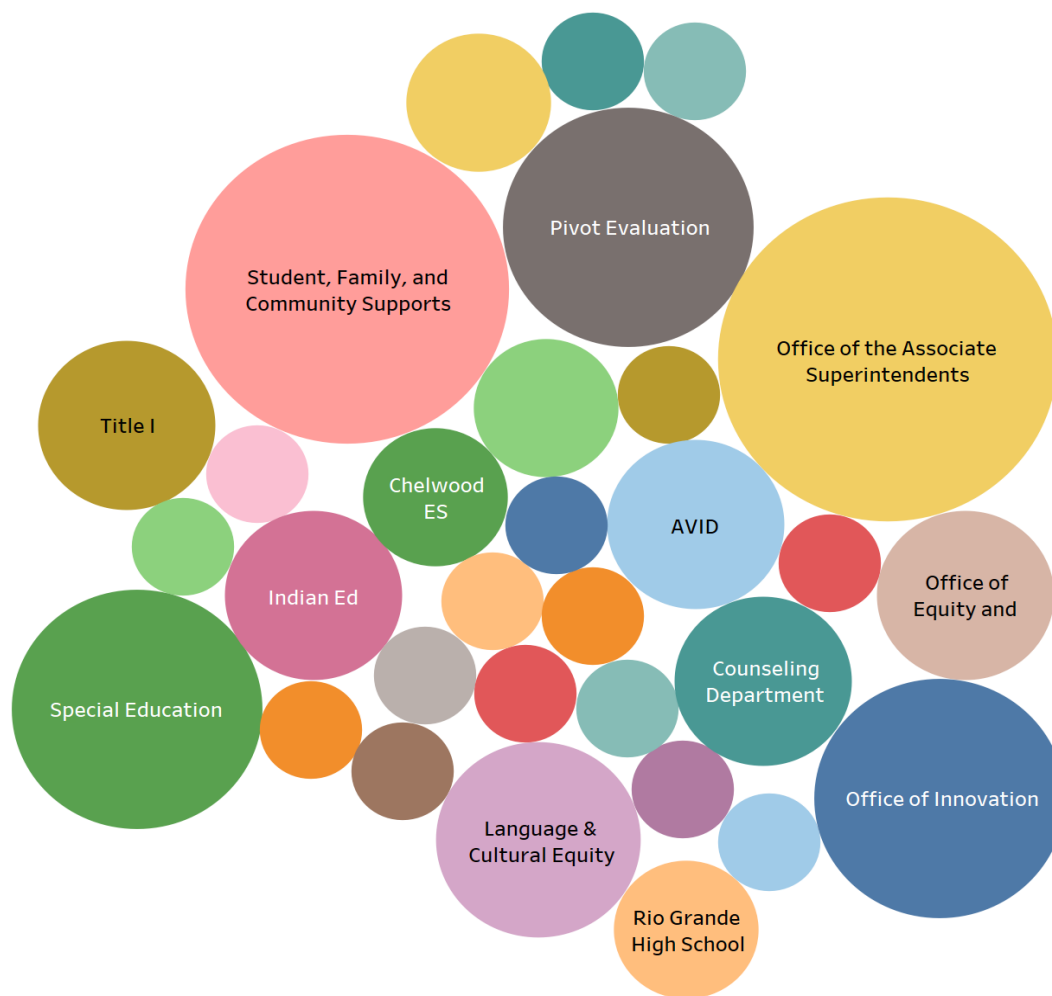 Pivot Evaluation
Student, Family, and
Community Supports
Office of the Associate
Superintendents
Title I
Chelwood
ES
AVID
Indian Ed
Office of
Equity and
Counseling
Department
Special Education
Office of Innovation
Language &
Cultural Equity
Rio Grande
High School